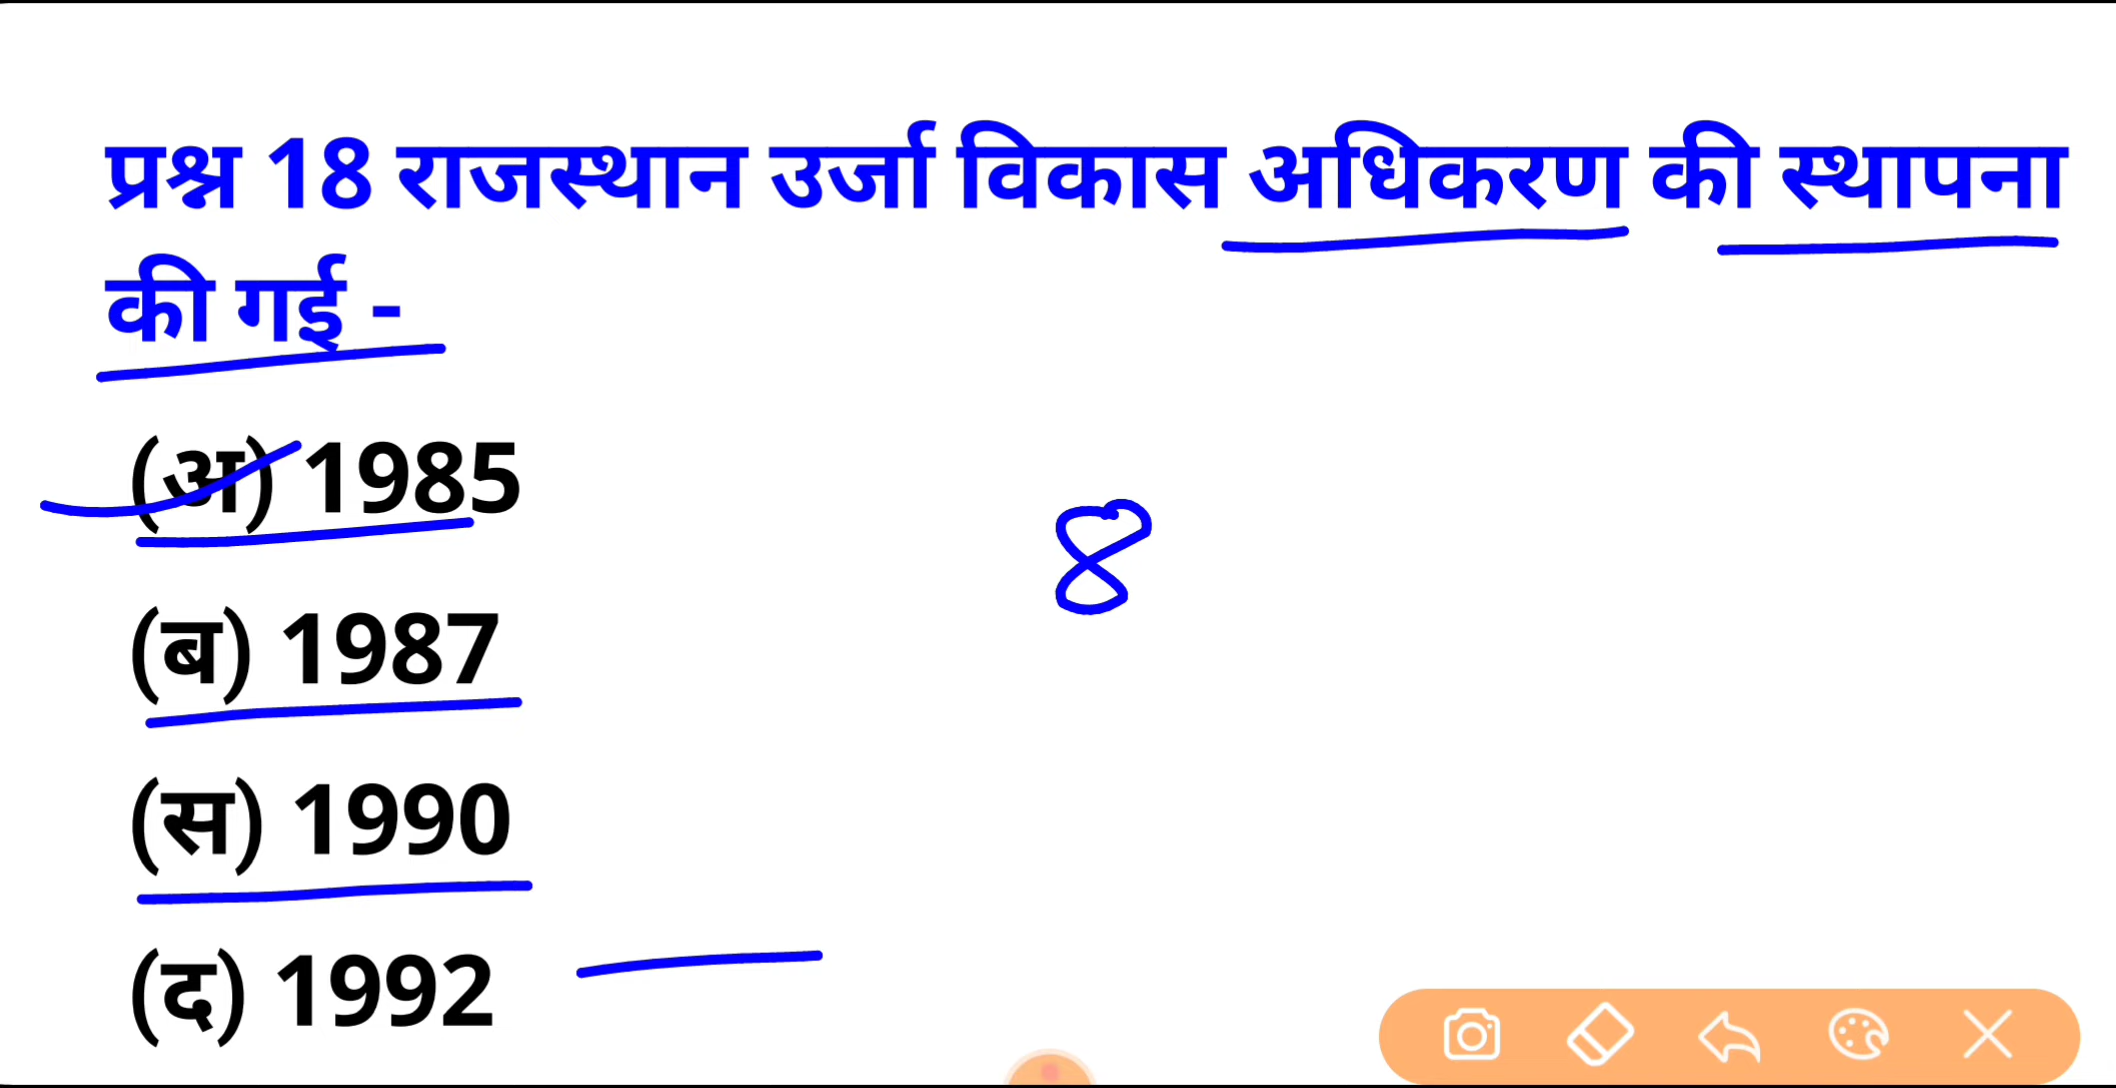 प्रश्न 18 राजस्थान उर्जा विकास अधिकरण की स्थापना
की गई -
(अ) 1985
8
(ब) 1987
(स) 1990
(द) 1992